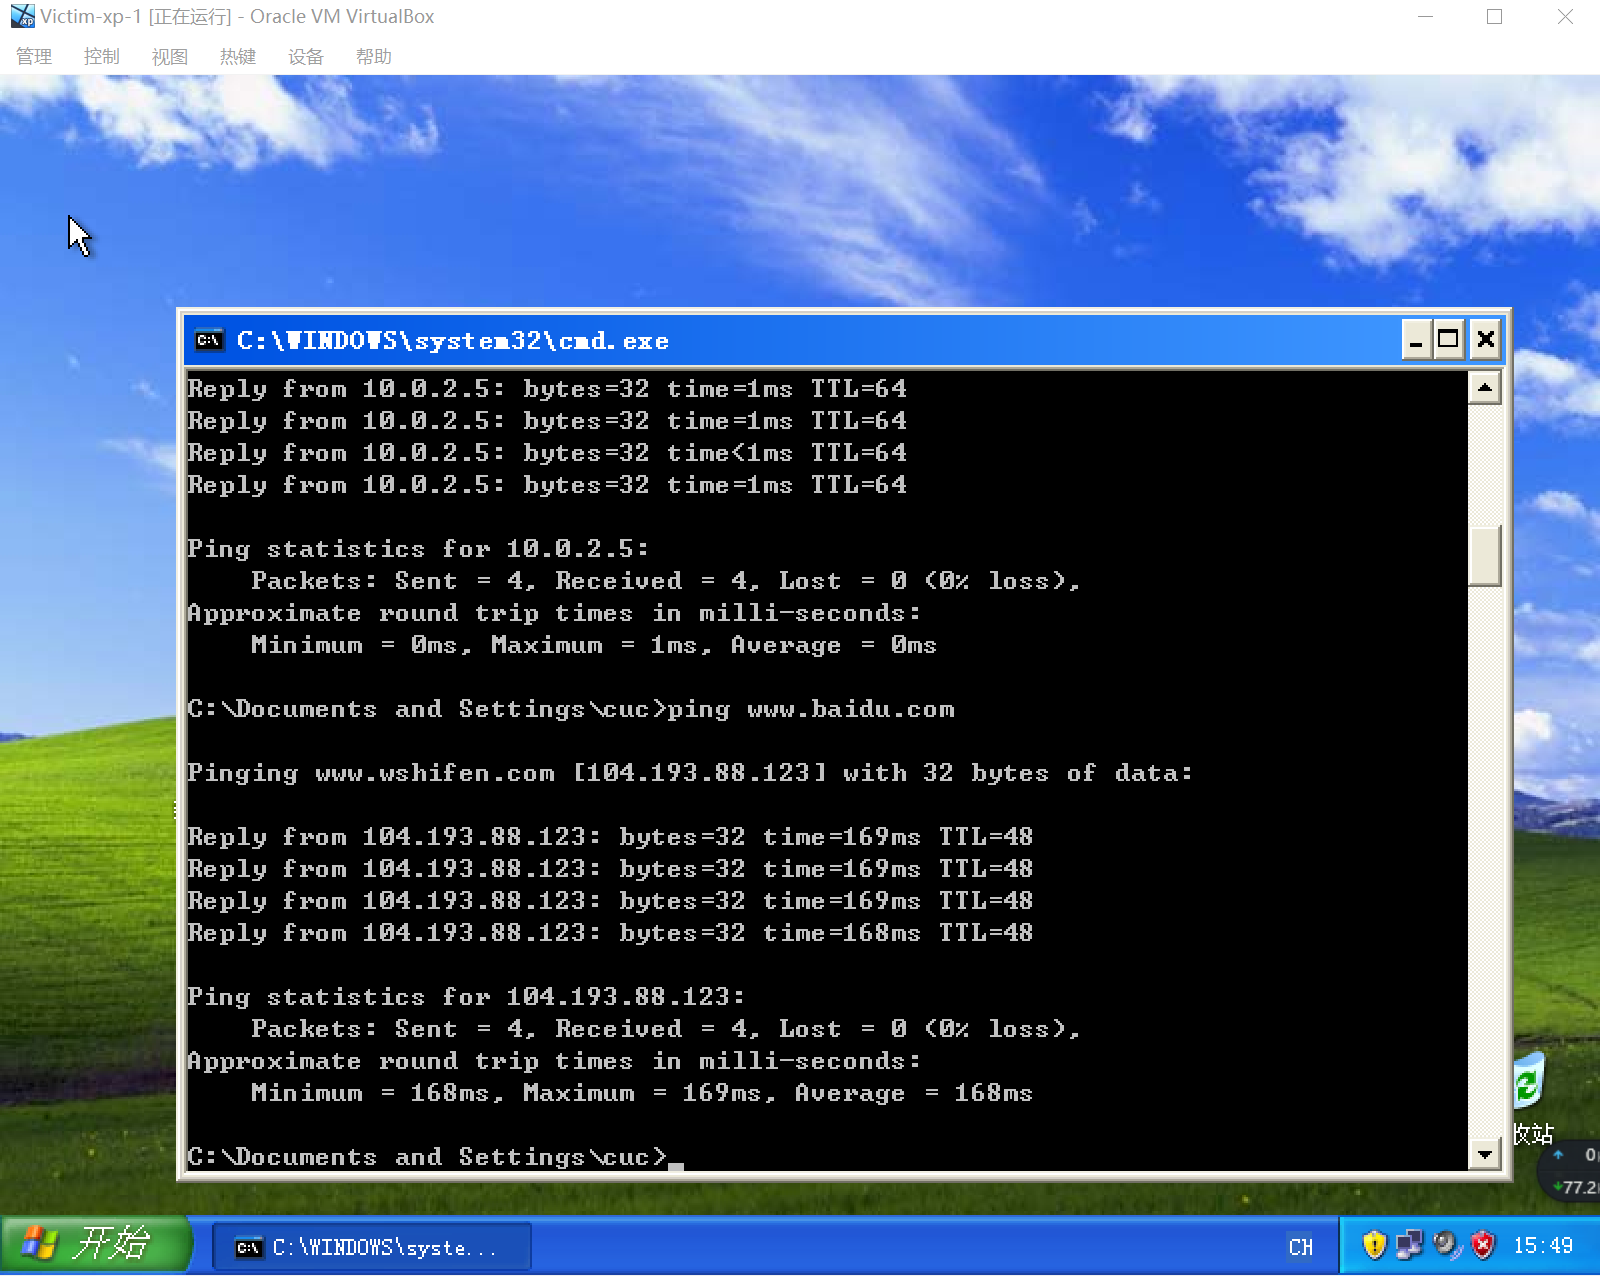 Victim-xp-1 [正在运行] - Oracle VM VirtualBox
管理 控制 视图 热键 设备 帮助
C:\WINDOWS\system32\cmd.exe
Reply from 10.0.2.5: bytes=32 time=1ms TTL=64
Reply from 10.0.2.5: bytes=32 time=1ms TTL=64
Reply from 10.0.2.5: bytes=32 time<1ms TTL=64
Reply from 10.0.2.5: bytes=32 time=1ms TTL=64
Ping statistics for 10.0.2.5:
Packets: Sent = 4, Received = 4, Lost = 0 (0% loss),
Approximate round trip times in milli-seconds:
Minimum = 0ms, Maximum = 1ms, Average = 0ms
C:\Documents and Settings\cuc>ping www.baidu.com
Pinging www.wshifen.com [104.193.88.123] with 32 bytes of data:
Reply from 104.193.88.123: bytes=32 time=169ms TTL=48
Reply from 104.193.88.123: bytes=32 time=169ms TTL=48
Reply from 104.193.88.123: bytes=32 time=169ms TTL=48
Reply from 104.193.88.123: bytes=32 time=168ms TTL=48
Ping statistics for 104.193.88.123:
Packets: Sent = 4, Received = 4, Lost = 0 (0% loss),
Approximate round trip times in milli-seconds:
Minimum = 168ms, Maximum = 169ms, Average = 168ms
C:\Documents and Settings\cuc>
收站
0
77.2
开始 C:\WINDOWS\syste... CH 15:49